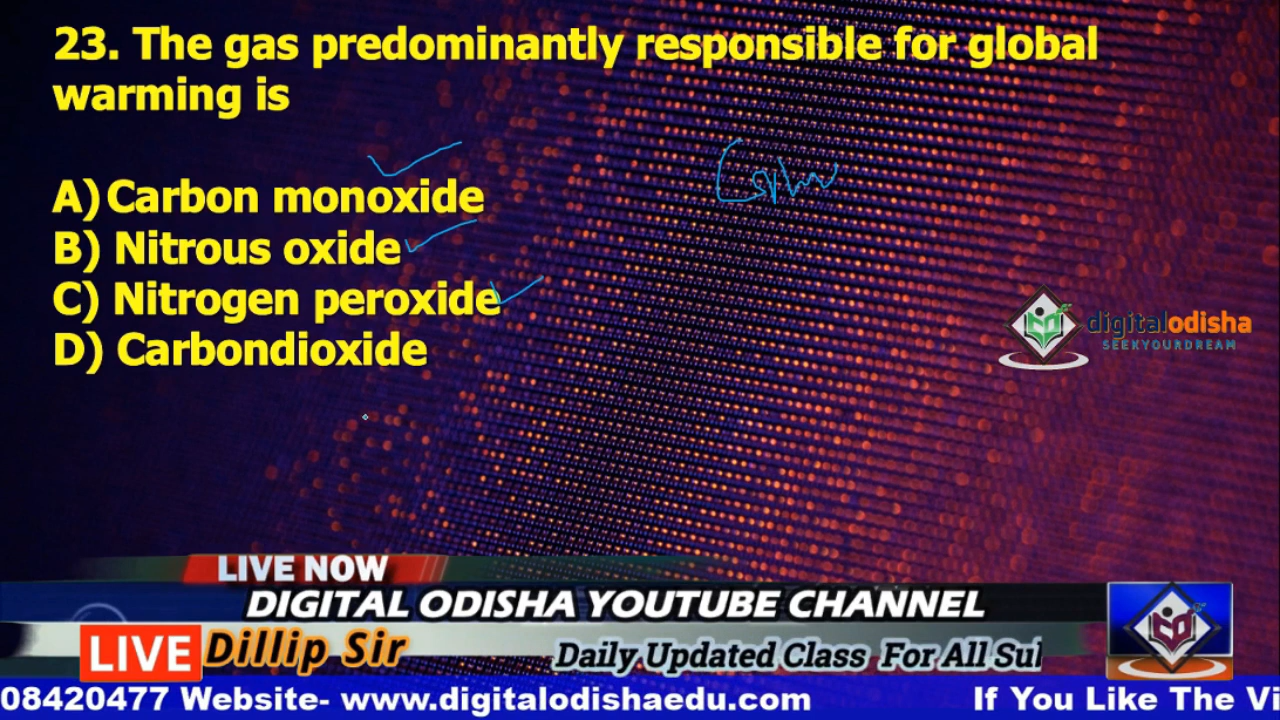 23. The gas predominantly responsible for global
warming is
A) Carbon monoxide
B) Nitrous oxide
C) Nitrogen peroxide
D) Carbondioxide
digitalodisha
SEEKYOURDREAM
LIVE NOW
DIGITAL ODISHA YOUTUBE CHANNEL
LIVE Dillip Sir Daily Updated Class For All Sul
08420477 Website- www.digitalodishaedu.com If You Like The Vi